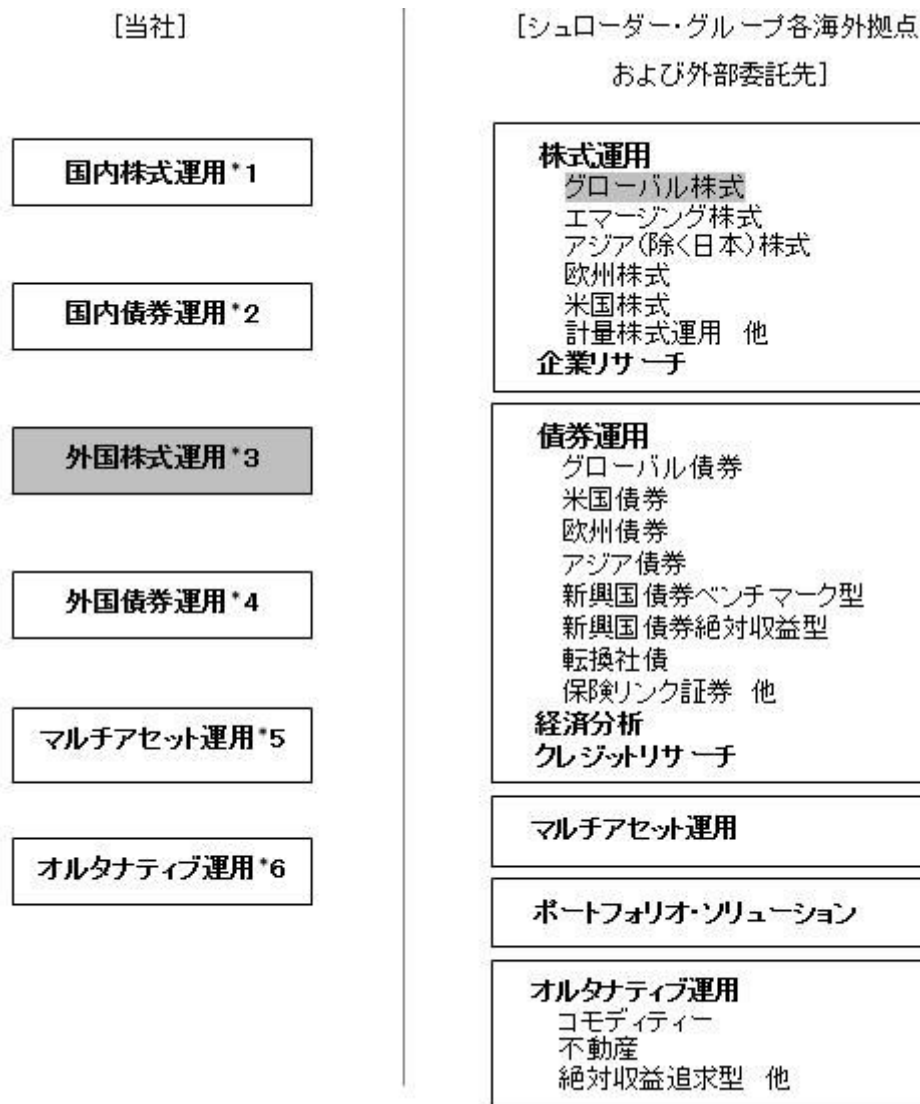 [当社]
国内株式運用*1
国内債券運用*2
外国株式運用*3
外国債券運用*4
マルチアセット運用*5
オルタナティブ運用*6
[シュローダー・グループ各海外拠点
および外部委託先]
株式運用
グローバル株式
エマージング株式
アジア(除く日本)株式
欧州株式
米国株式
計量株式運用 他
企業リサーチ
債券運用
グローバル債券
米国債券
欧州債券
アジア債券
新興国債券ベンチマーク型
新興国債券絶対収益型
転換社債
保険リンク証券 他
経済分析
クレジットリサーチ
マルチアセット運用
ポートフォリオ・ソリューション
オルタナティブ運用
コモディティー
不動産
絶対収益追求型 他